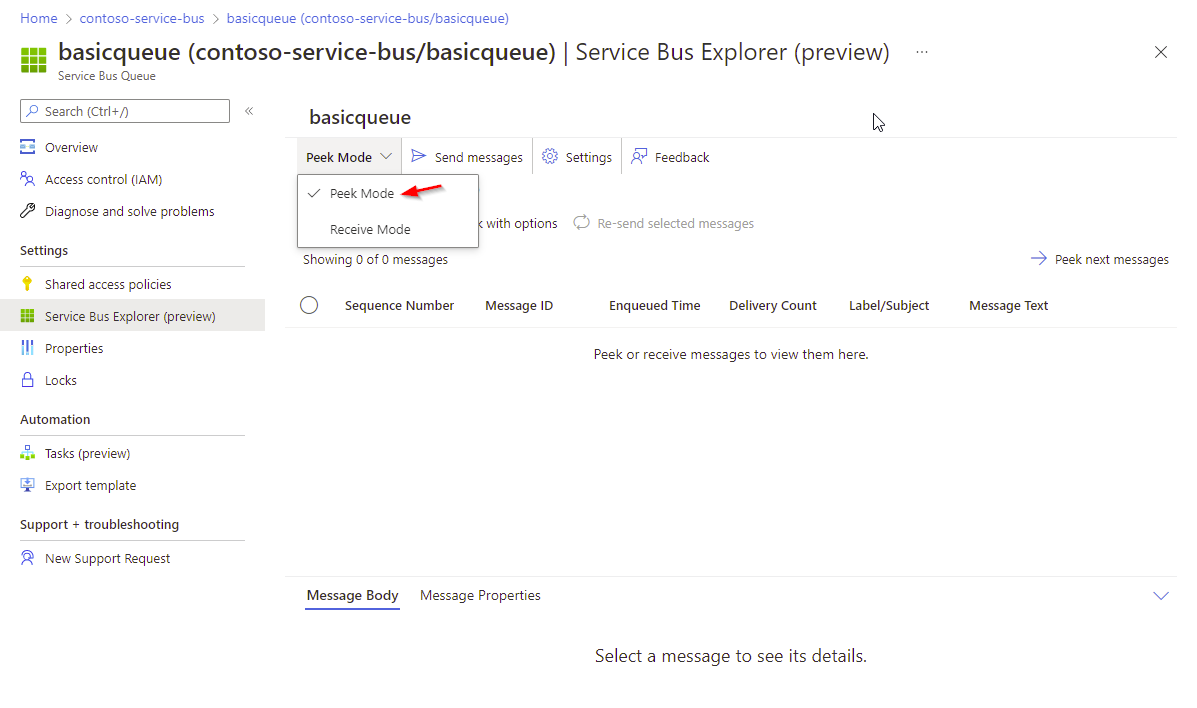 Home > contoso-service-bus > basicqueue (contoso-service-bus/basicqueue)
basicqueue (contoso-service-bus/basicqueue) | Service Bus Explorer (preview) ...
Service Bus Queue
Search (Ctrl+/)
«
Overview
Access control (IAM)
Diagnose and solve problems
Settings
Shared access policies
Service Bus Explorer (preview)
Properties
Locks
Automation
Tasks (preview)
Export template
Support + troubleshooting
New Support Request
basicqueue
Peek Mode Send messages Settings Feedback
Peek Mode
Receive Mode
with options Re-send selected messages
Showing 0 of 0 messages Peek next messages
Sequence Number Message ID Enqueued Time Delivery Count Label/Subject Message Text
Peek or receive messages to view them here.
Message Body Message Properties
Select a message to see its details.